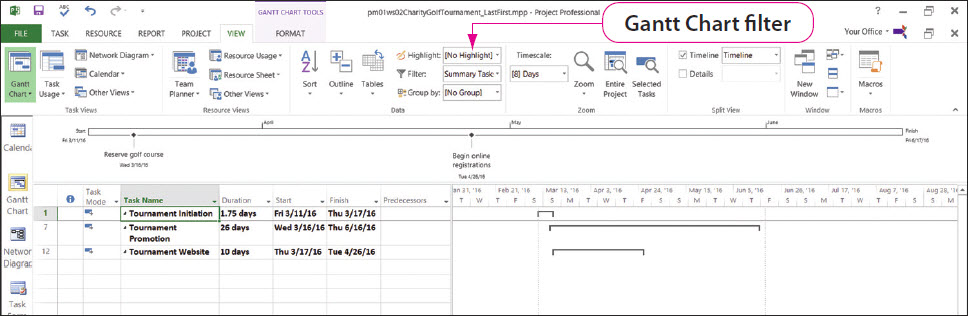 GANTT CHART TOOLS
pm01ws02CharityGolfTournament_LastFirst.mpp - Project Professional
Gantt Chart filter
FILE TASK RESOURCE REPORT PROJECT VIEW FORMAT
Your Office
Gantt Chart
Task Usage
Network Diagram
Calendar
Other Views
Task Views
Team Planner
Resource Usage
Resource Sheet
Other Views
Resource Views
Sort
Outline
Tables
Highlight: [No Highlight]
Filter: Summary Task
Group by: [No Group]
Data
Timescale:
[8] Days
Zoom
Entire Project
Selected Tasks
Zoom
Timeline Timeline
Details
Split View
New Window
Window
Macros
Macros
April May June
Start
Fri 3/11/16
Finish
Fri 6/17/16
Reserve golf course
Wed 3/16/16
Begin online
registrations
Tue 4/26/16
Calenda
Gantt
Chart
Network
Diagra
Task
Task Mode Task Name Duration Start Finish Predecessors
an 31, '16 Feb 21, '16 Mar 13, '16 Apr 3, '16 Apr 24, '16 May 15, '16 Jun 5, '16 Jun 26, '16 Jul 17, '16 Aug 7, '16 Aug 28, '16
1 Tournament Initiation 1.75 days Fri 3/11/16 Thu 3/17/16
7 Tournament Promotion 26 days Wed 3/16/16 Thu 6/16/16
12 Tournament Website 10 days Thu 3/17/16 Tue 4/26/16